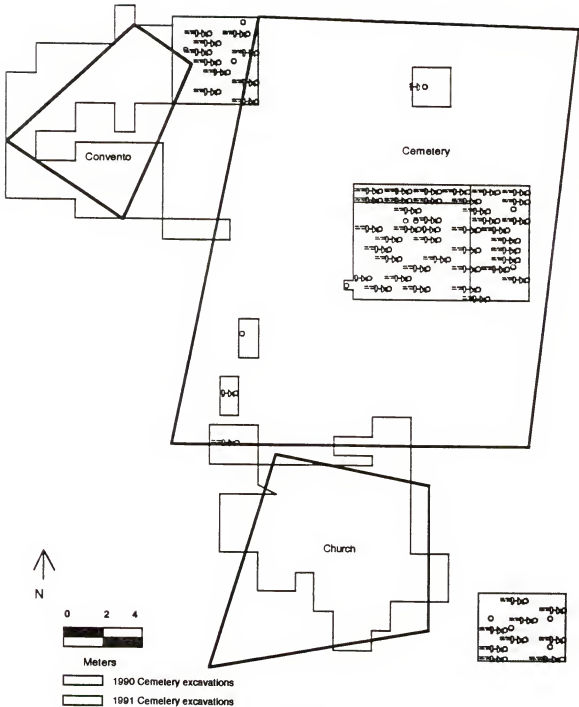 Convento
Cemetery
Church
N
0 2 4
Meters
1990 Cemetery excavations
1991 Cemetery excavations